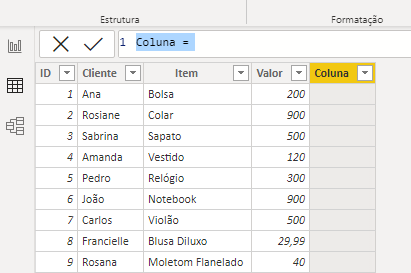 Estrutura Formatação
1 Coluna =
ID Cliente Item Valor Coluna
1 Ana Bolsa 200
2 Rosiane Colar 900
3 Sabrina Sapato 500
4 Amanda Vestido 120
5 Pedro Relógio 300
6 João Notebook 900
7 Carlos Violão 500
8 Francielle Blusa Diluxo 29,99
9 Rosana Moletom Flanelado 40